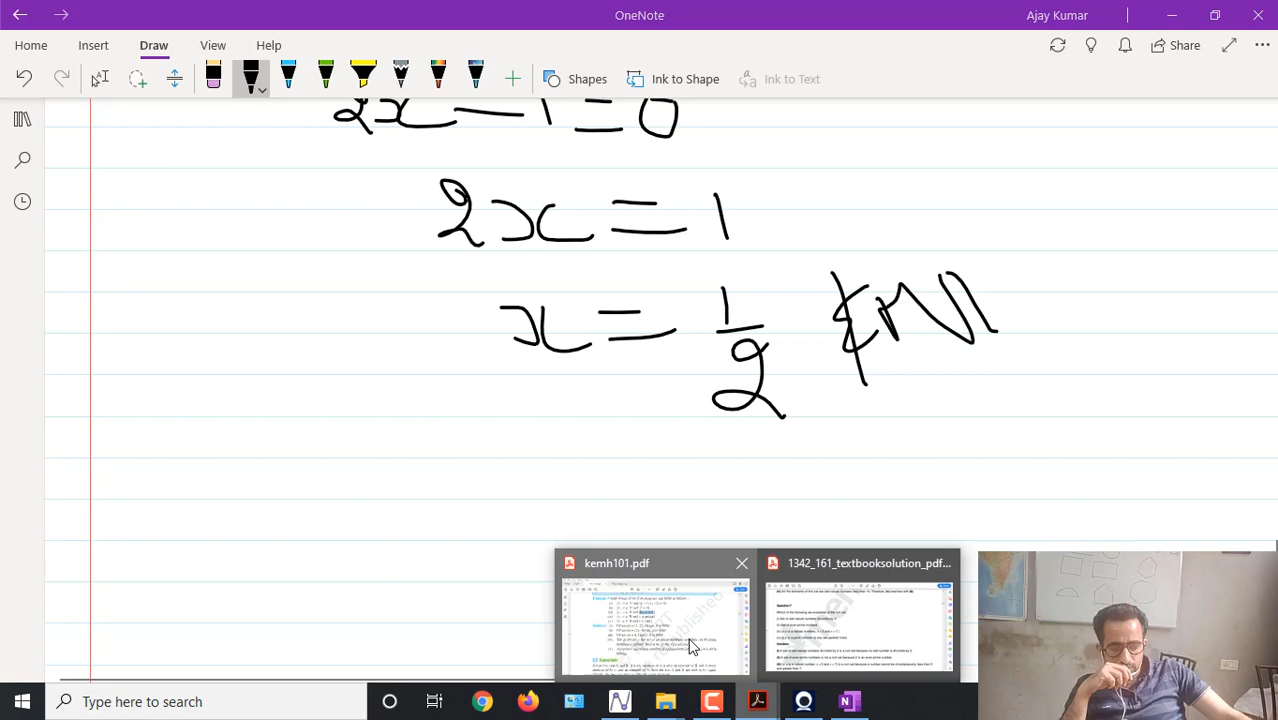 OneNote
Ajay Kumar
Home Insert Draw View Help
Share
Shapes Ink to Shape Ink to Text
2x - 1 = 0
2x = 1
x = 1/2 ∉ N
kemh101.pdf
1342_161_textbooksolution_pdf...
Type here to search